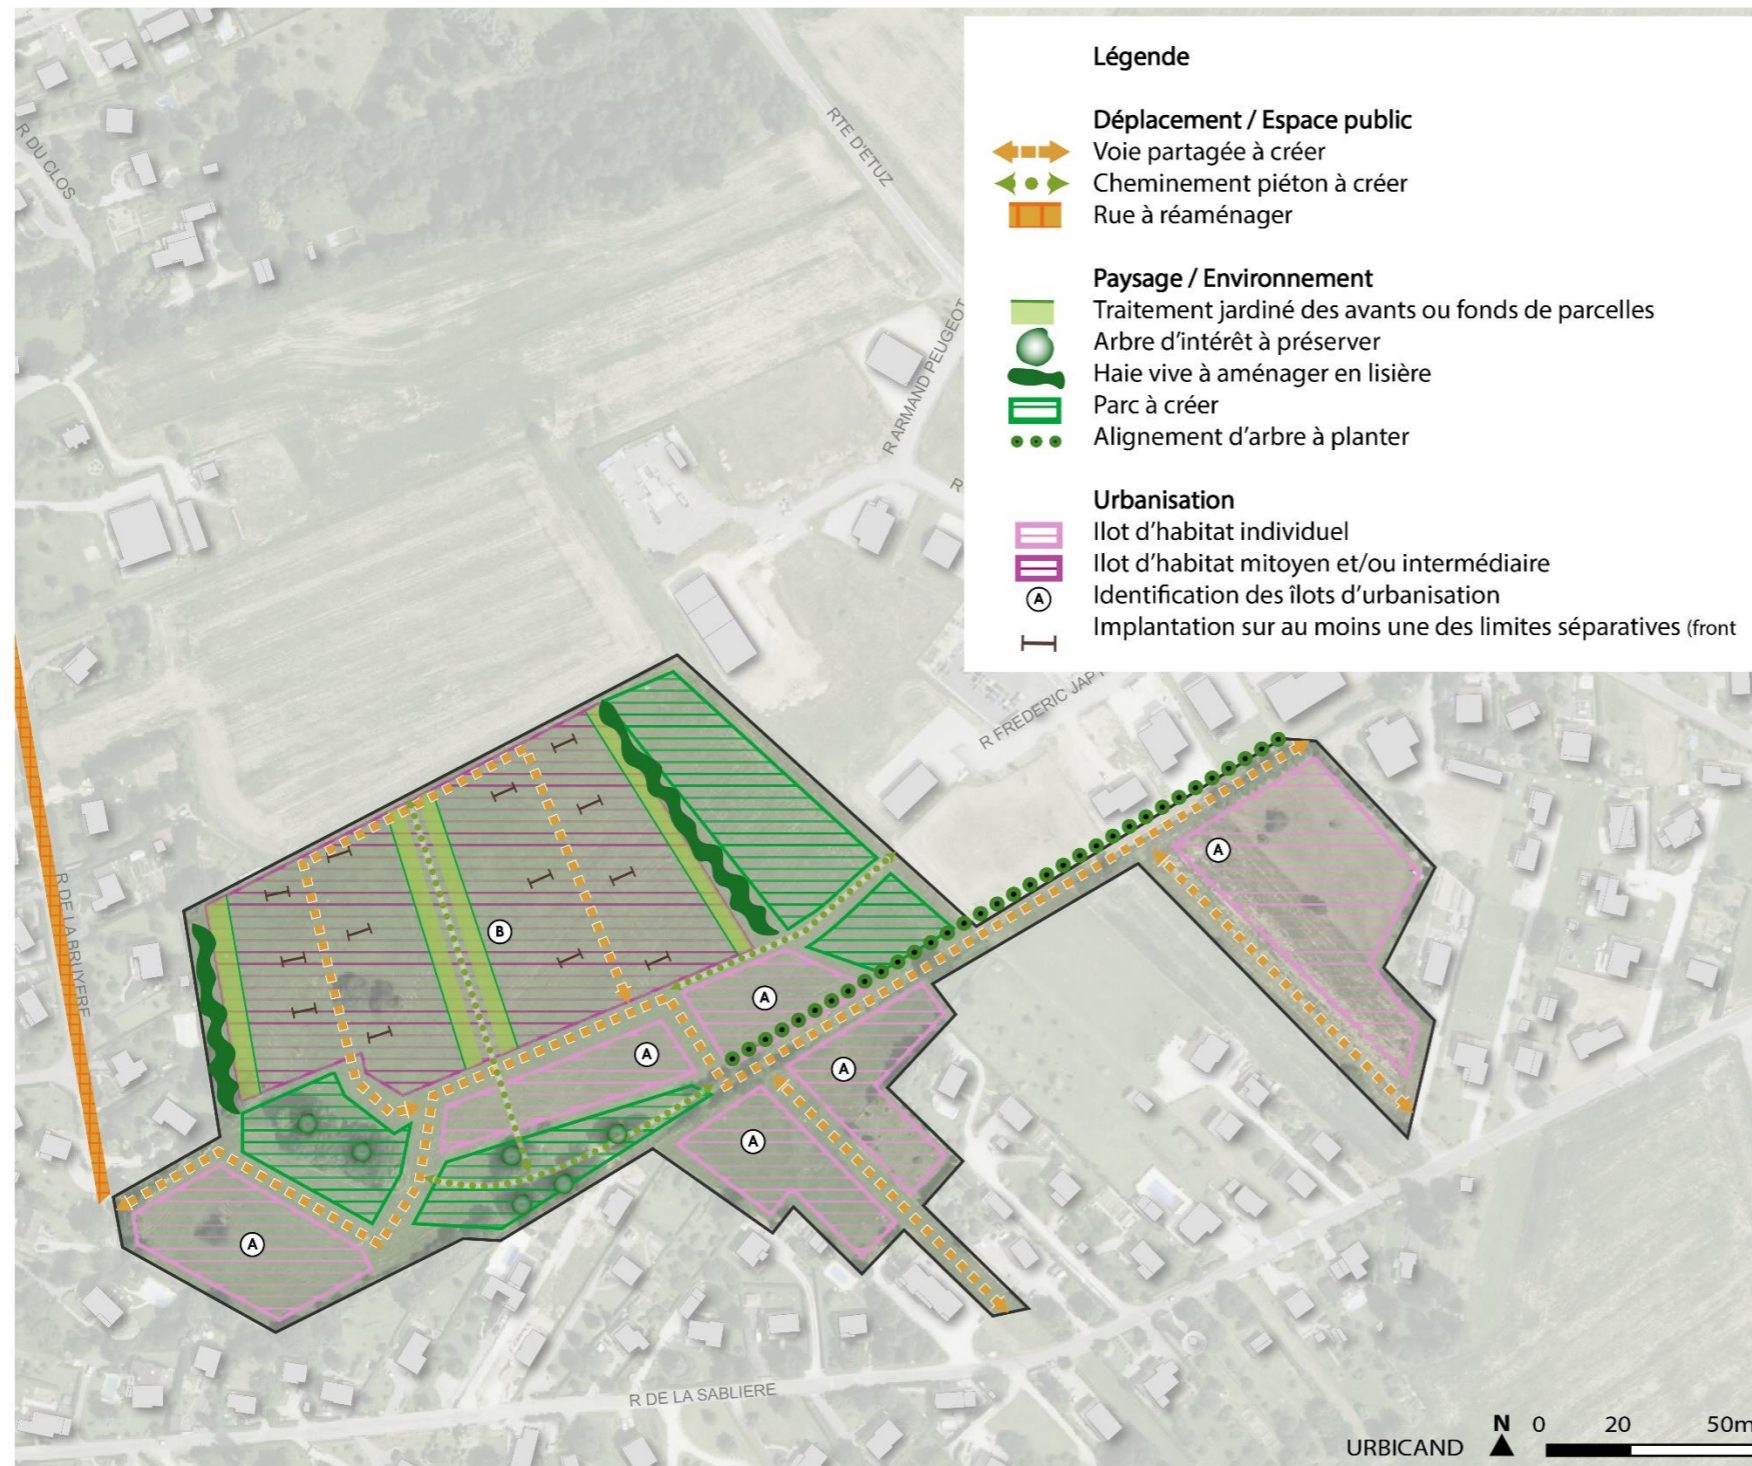 Légende
Déplacement / Espace public
Voie partagée à créer
Cheminement piéton à créer
Rue à réaménager
Paysage / Environnement
Traitement jardiné des avants ou fonds de parcelles
Arbre d'intérêt à préserver
Haie vive à aménager en lisière
Parc à créer
Alignement d'arbre à planter
Urbanisation
Ilot d'habitat individuel
Ilot d'habitat mitoyen et/ou intermédiaire
A
Identification des îlots d'urbanisation
Implantation sur au moins une des limites séparatives (front
R DU CLOS
RTE D'ETUZ
R ARMAND PEUGEOT
R
R FREDERIC JAP
R DE LA BRUYERE
A
B
A
A
A
A
A
R DE LA SABLIERE
URBICAND
N
0 20 50m